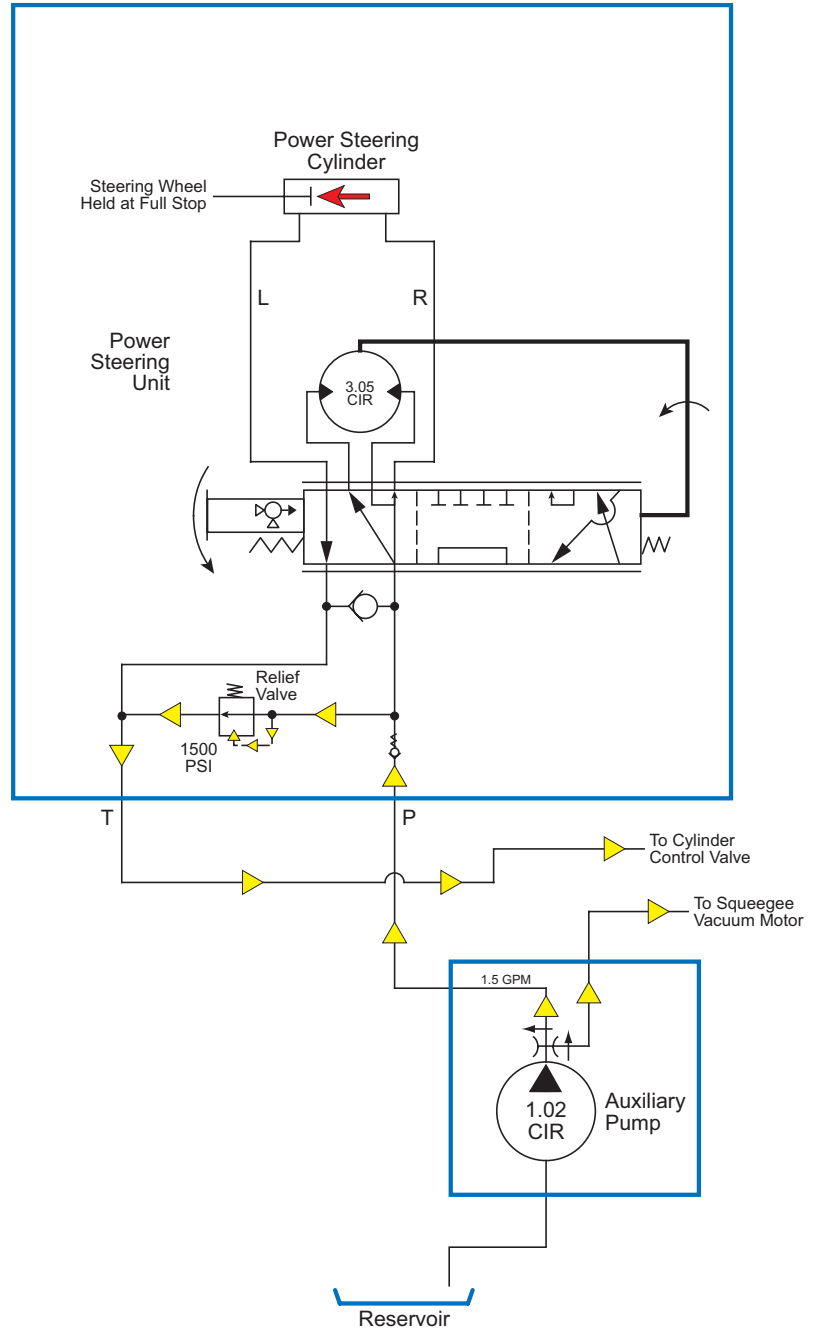 Power Steering
Cylinder
Steering Wheel
Held at Full Stop
L
R
Power
Steering
Unit
3.05
CIR
Relief
Valve
1500
PSI
T
P
To Cylinder
Control Valve
To Squeegee
Vacuum Motor
1.5 GPM
1.02
CIR
Auxiliary
Pump
Reservoir